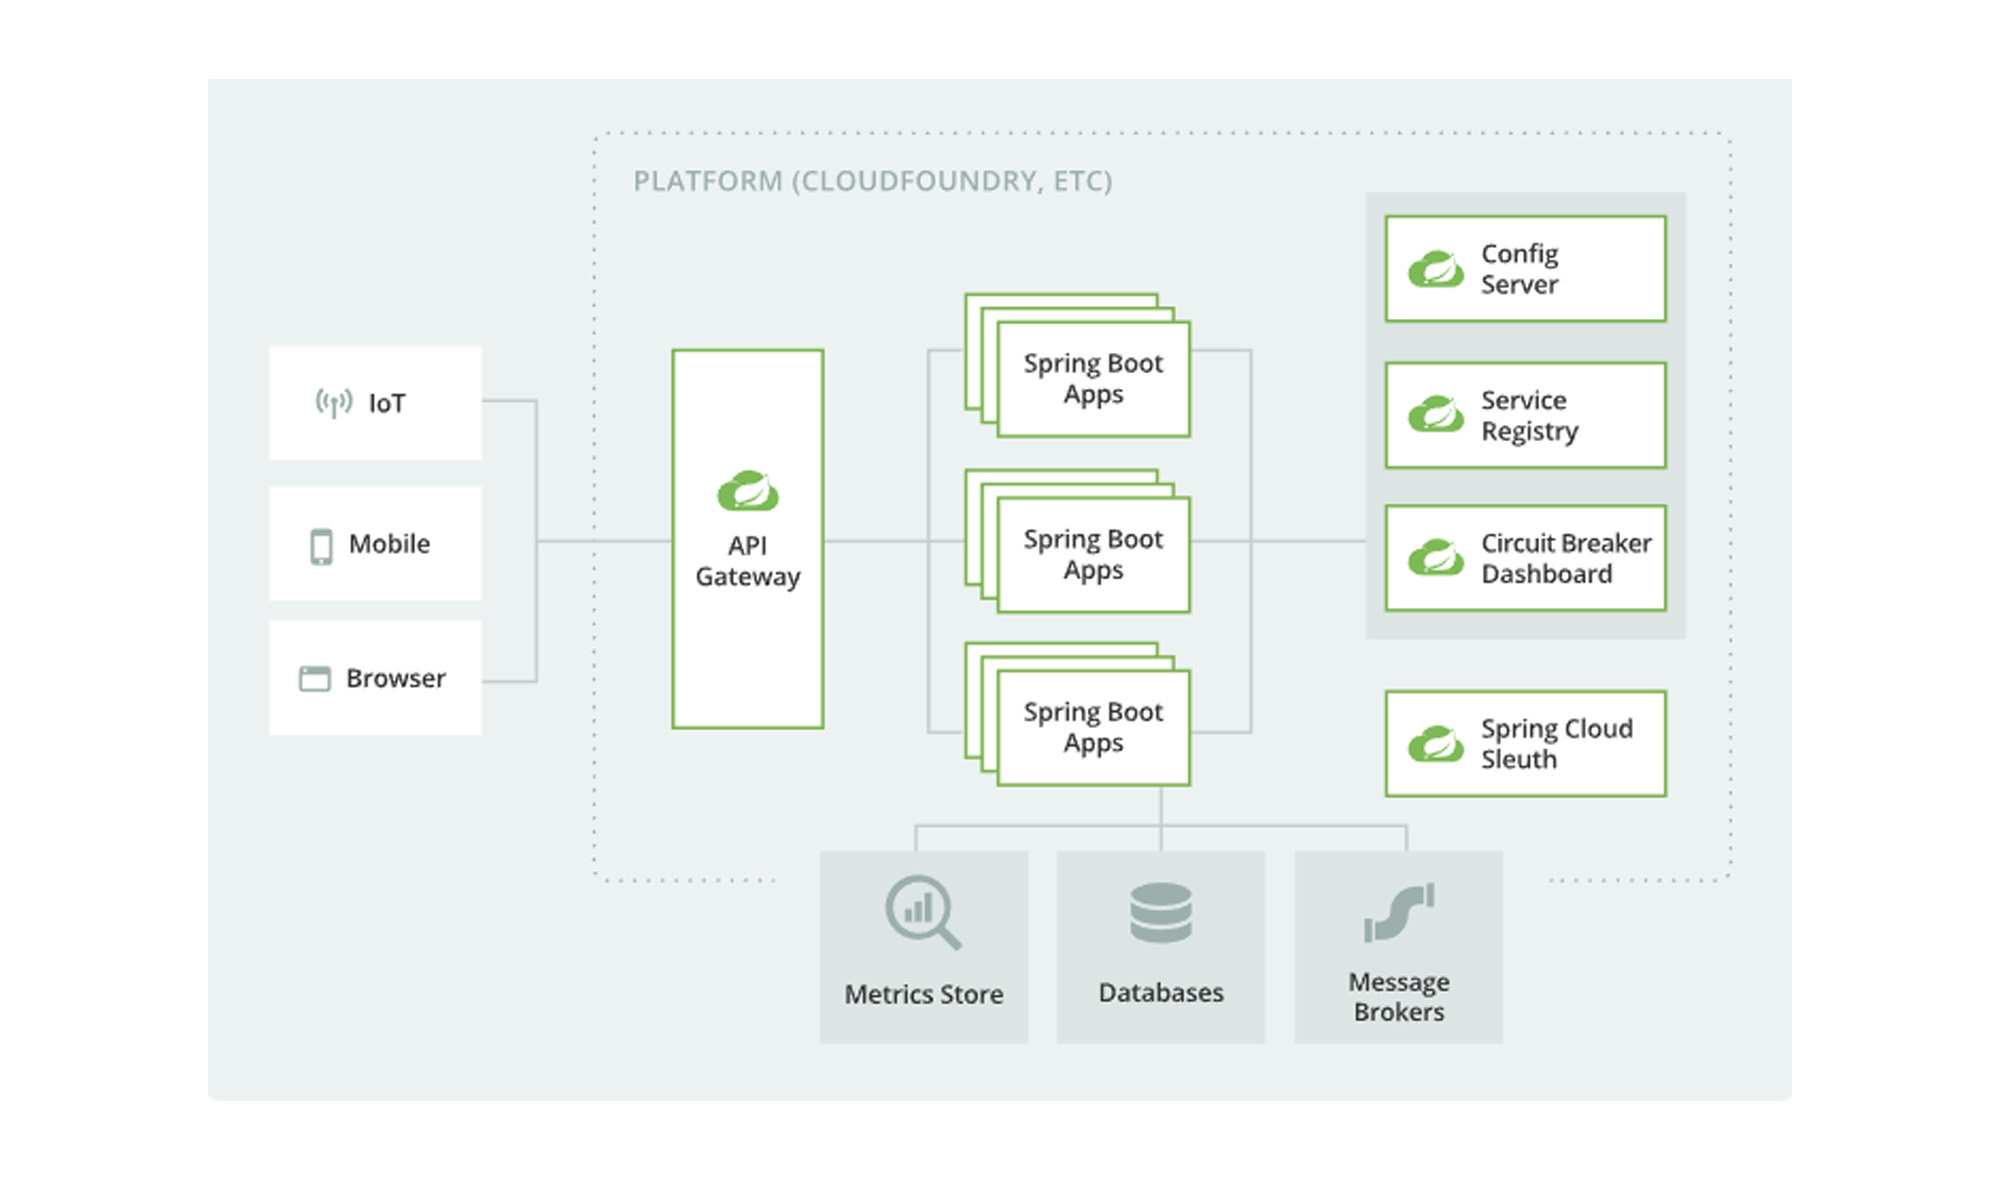 PLATFORM (CLOUDFOUNDRY, ETC)
IoT
Mobile
Browser
API
Gateway
Spring Boot
Apps
Spring Boot
Apps
Spring Boot
Apps
Config
Server
Service
Registry
Circuit Breaker
Dashboard
Spring Cloud
Sleuth
Metrics Store
Databases
Message
Brokers